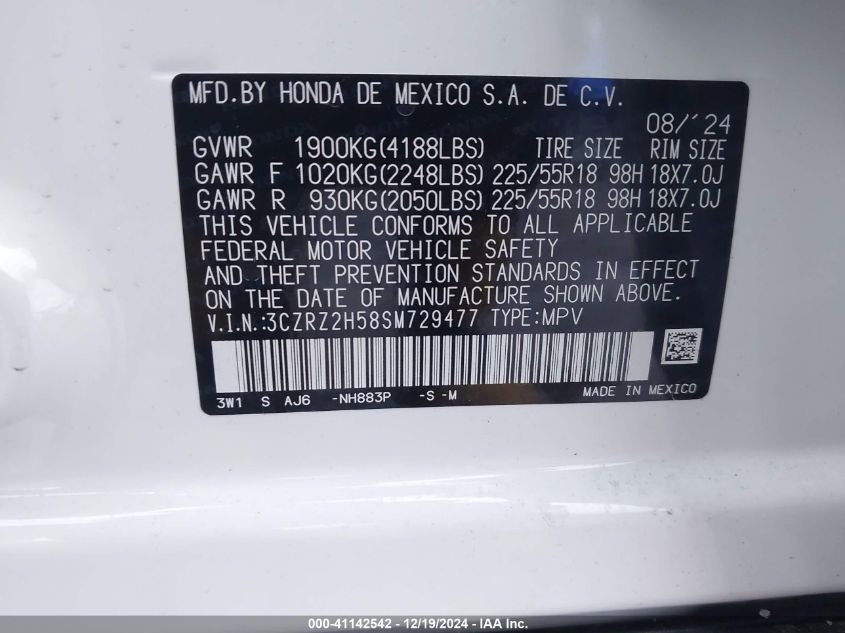 MFD.BY HONDA DE MEXICO S.A. DE C.V.
08/´24
GVWR 1900KG(4188LBS) TIRE SIZE RIM SIZE
GAWR F 1020KG(2248LBS) 225/55R18 98H 18X7.0J
GAWR R 930KG(2050LBS) 225/55R18 98H 18X7.0J
THIS VEHICLE CONFORMS TO ALL APPLICABLE
FEDERAL MOTOR VEHICLE SAFETY
AND THEFT PREVENTION STANDARDS IN EFFECT
ON THE DATE OF MANUFACTURE SHOWN ABOVE.
V.I.N.:3CZRZ2H58SM729477 TYPE:MPV
3W1 S AJ6 -NH883P -S -M MADE IN MEXICO
000-41142542 - 12/19/2024 - IAA Inc.